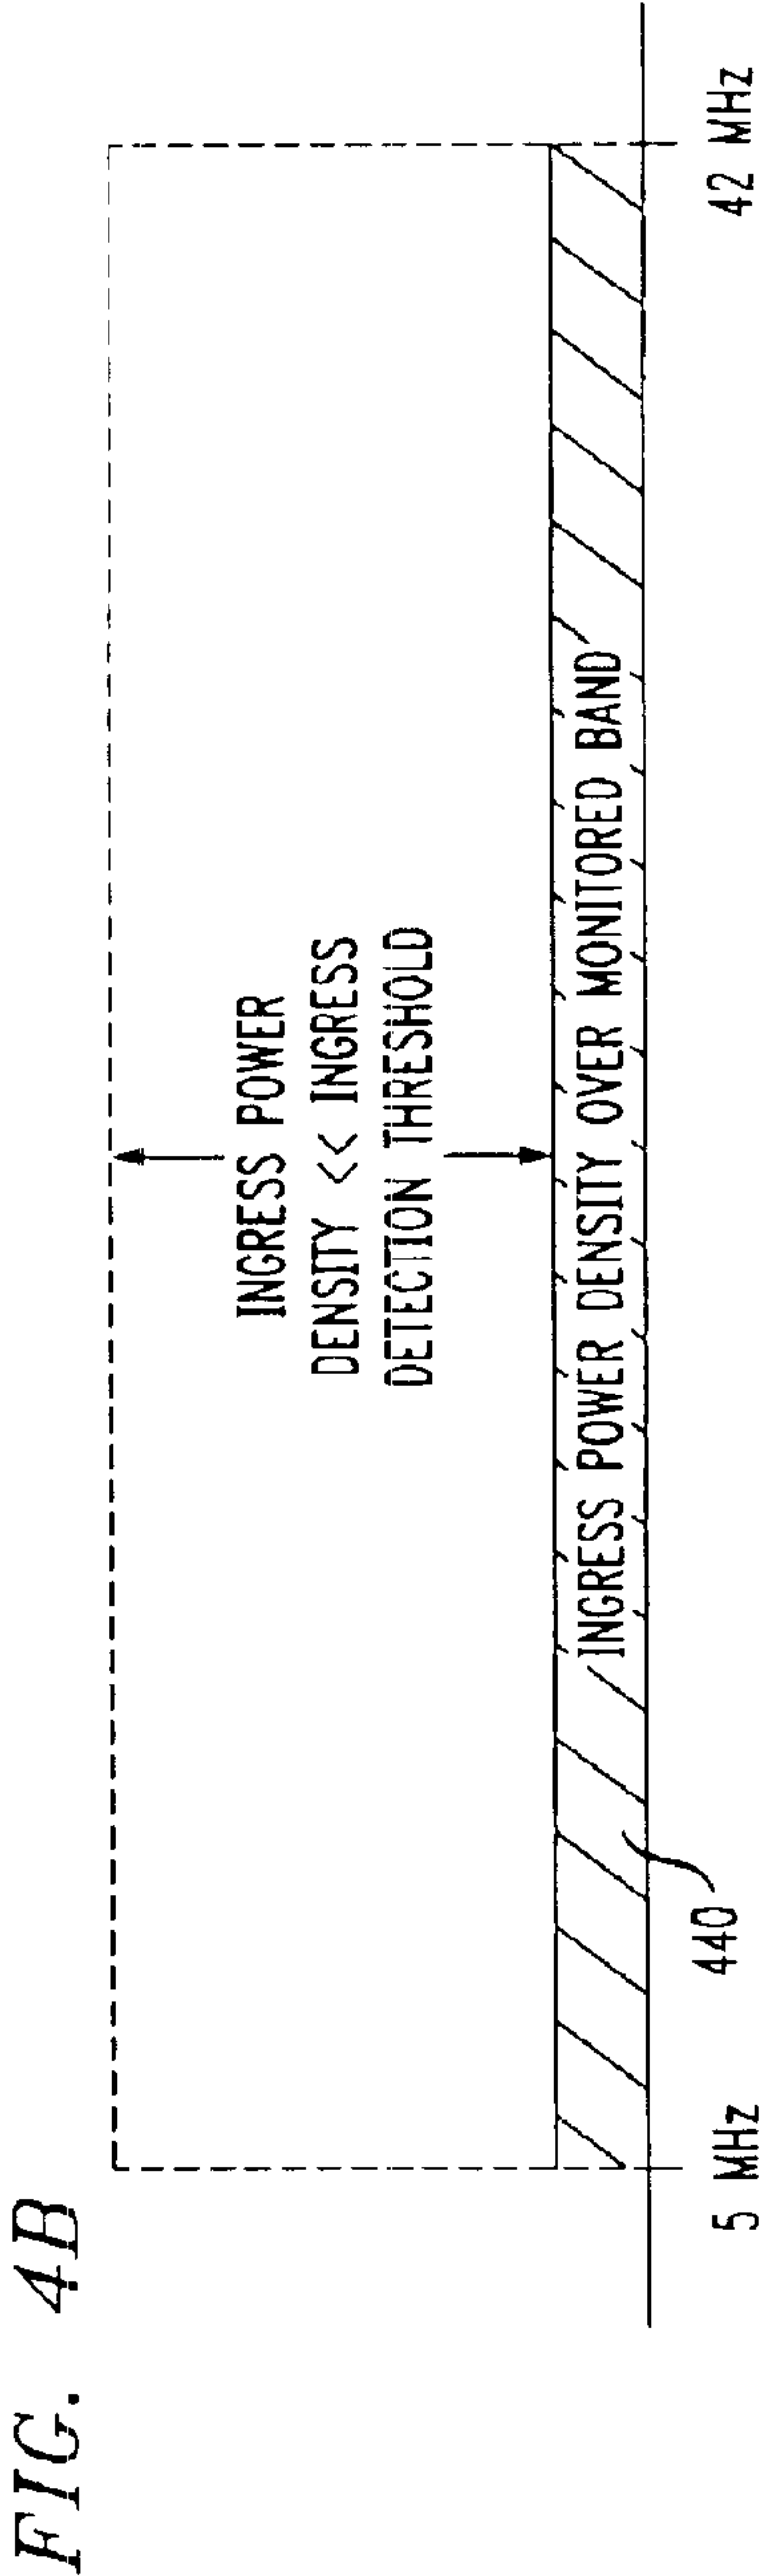 FIG. 4B
INGRESS POWER
DENSITY << INGRESS
DETECTION THRESHOLD
INGRESS POWER DENSITY OVER MONITORED BAND
5 MHz
440
42 MHz